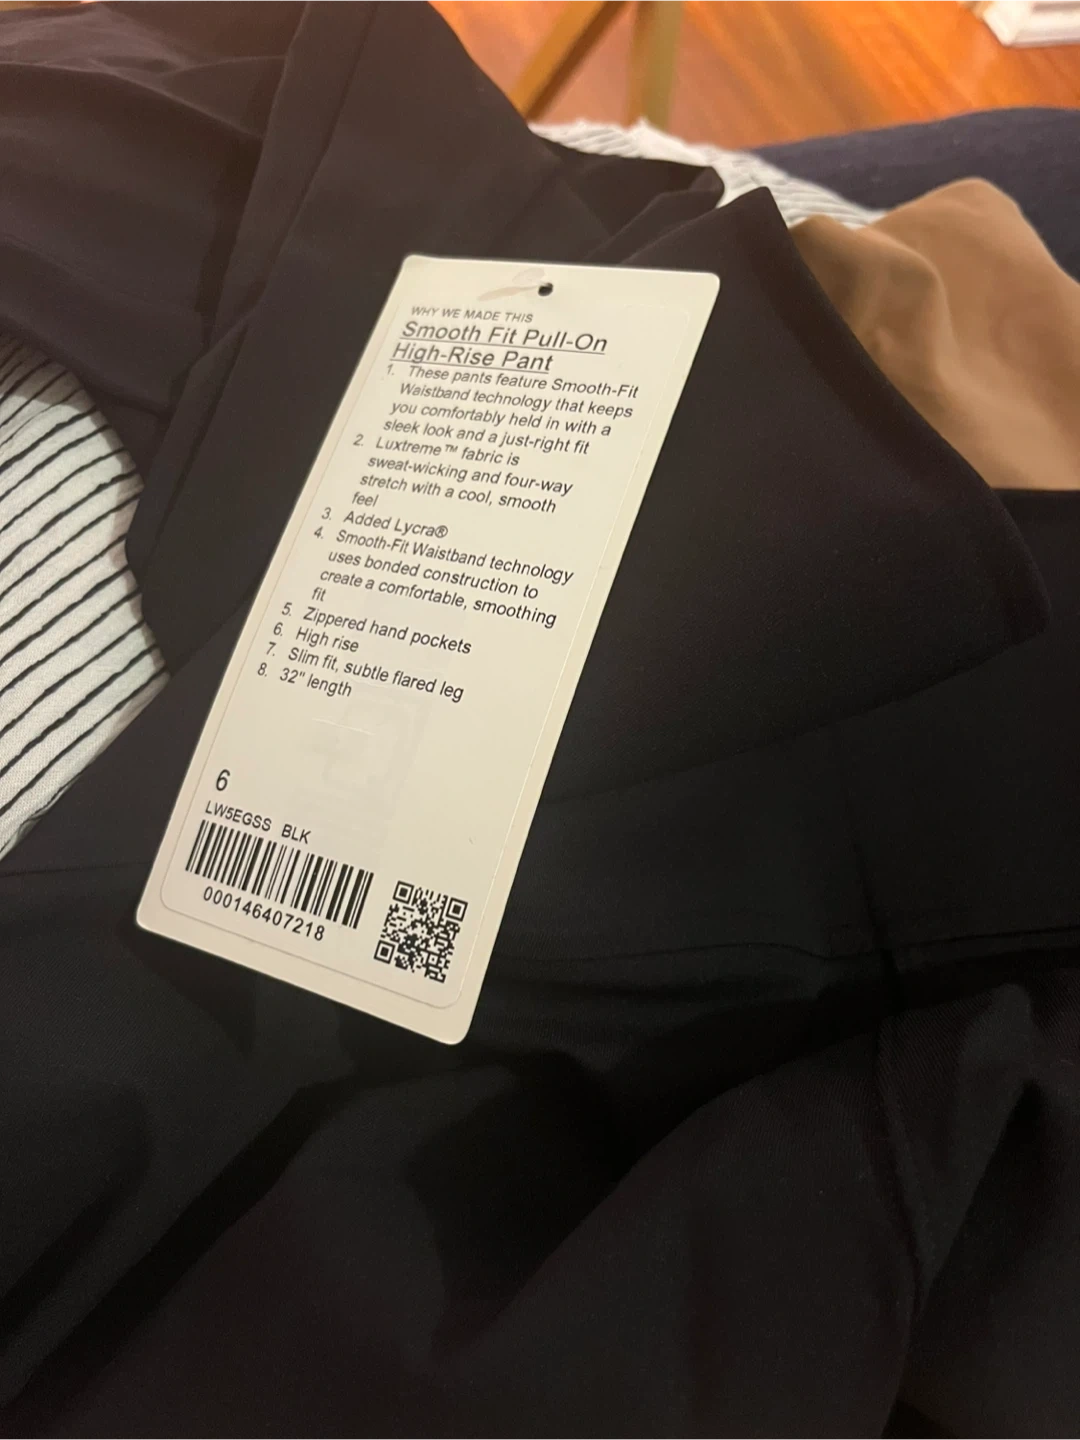 WHY WE MADE THIS
Smooth Fit Pull-On
High-Rise Pant
1. These pants feature Smooth-Fit
Waistband technology that keeps
you comfortably held in with a
sleek look and a just-right fit
2. Luxtreme™ fabric is
sweat-wicking and four-way
stretch with a cool, smooth
feel
3. Added Lycra®
4. Smooth-Fit Waistband technology
uses bonded construction to
create a comfortable, smoothing
fit
5. Zippered hand pockets
6. High rise
7. Slim fit, subtle flared leg
8. 32" length
6
LW5EGSS BLK
000146407218